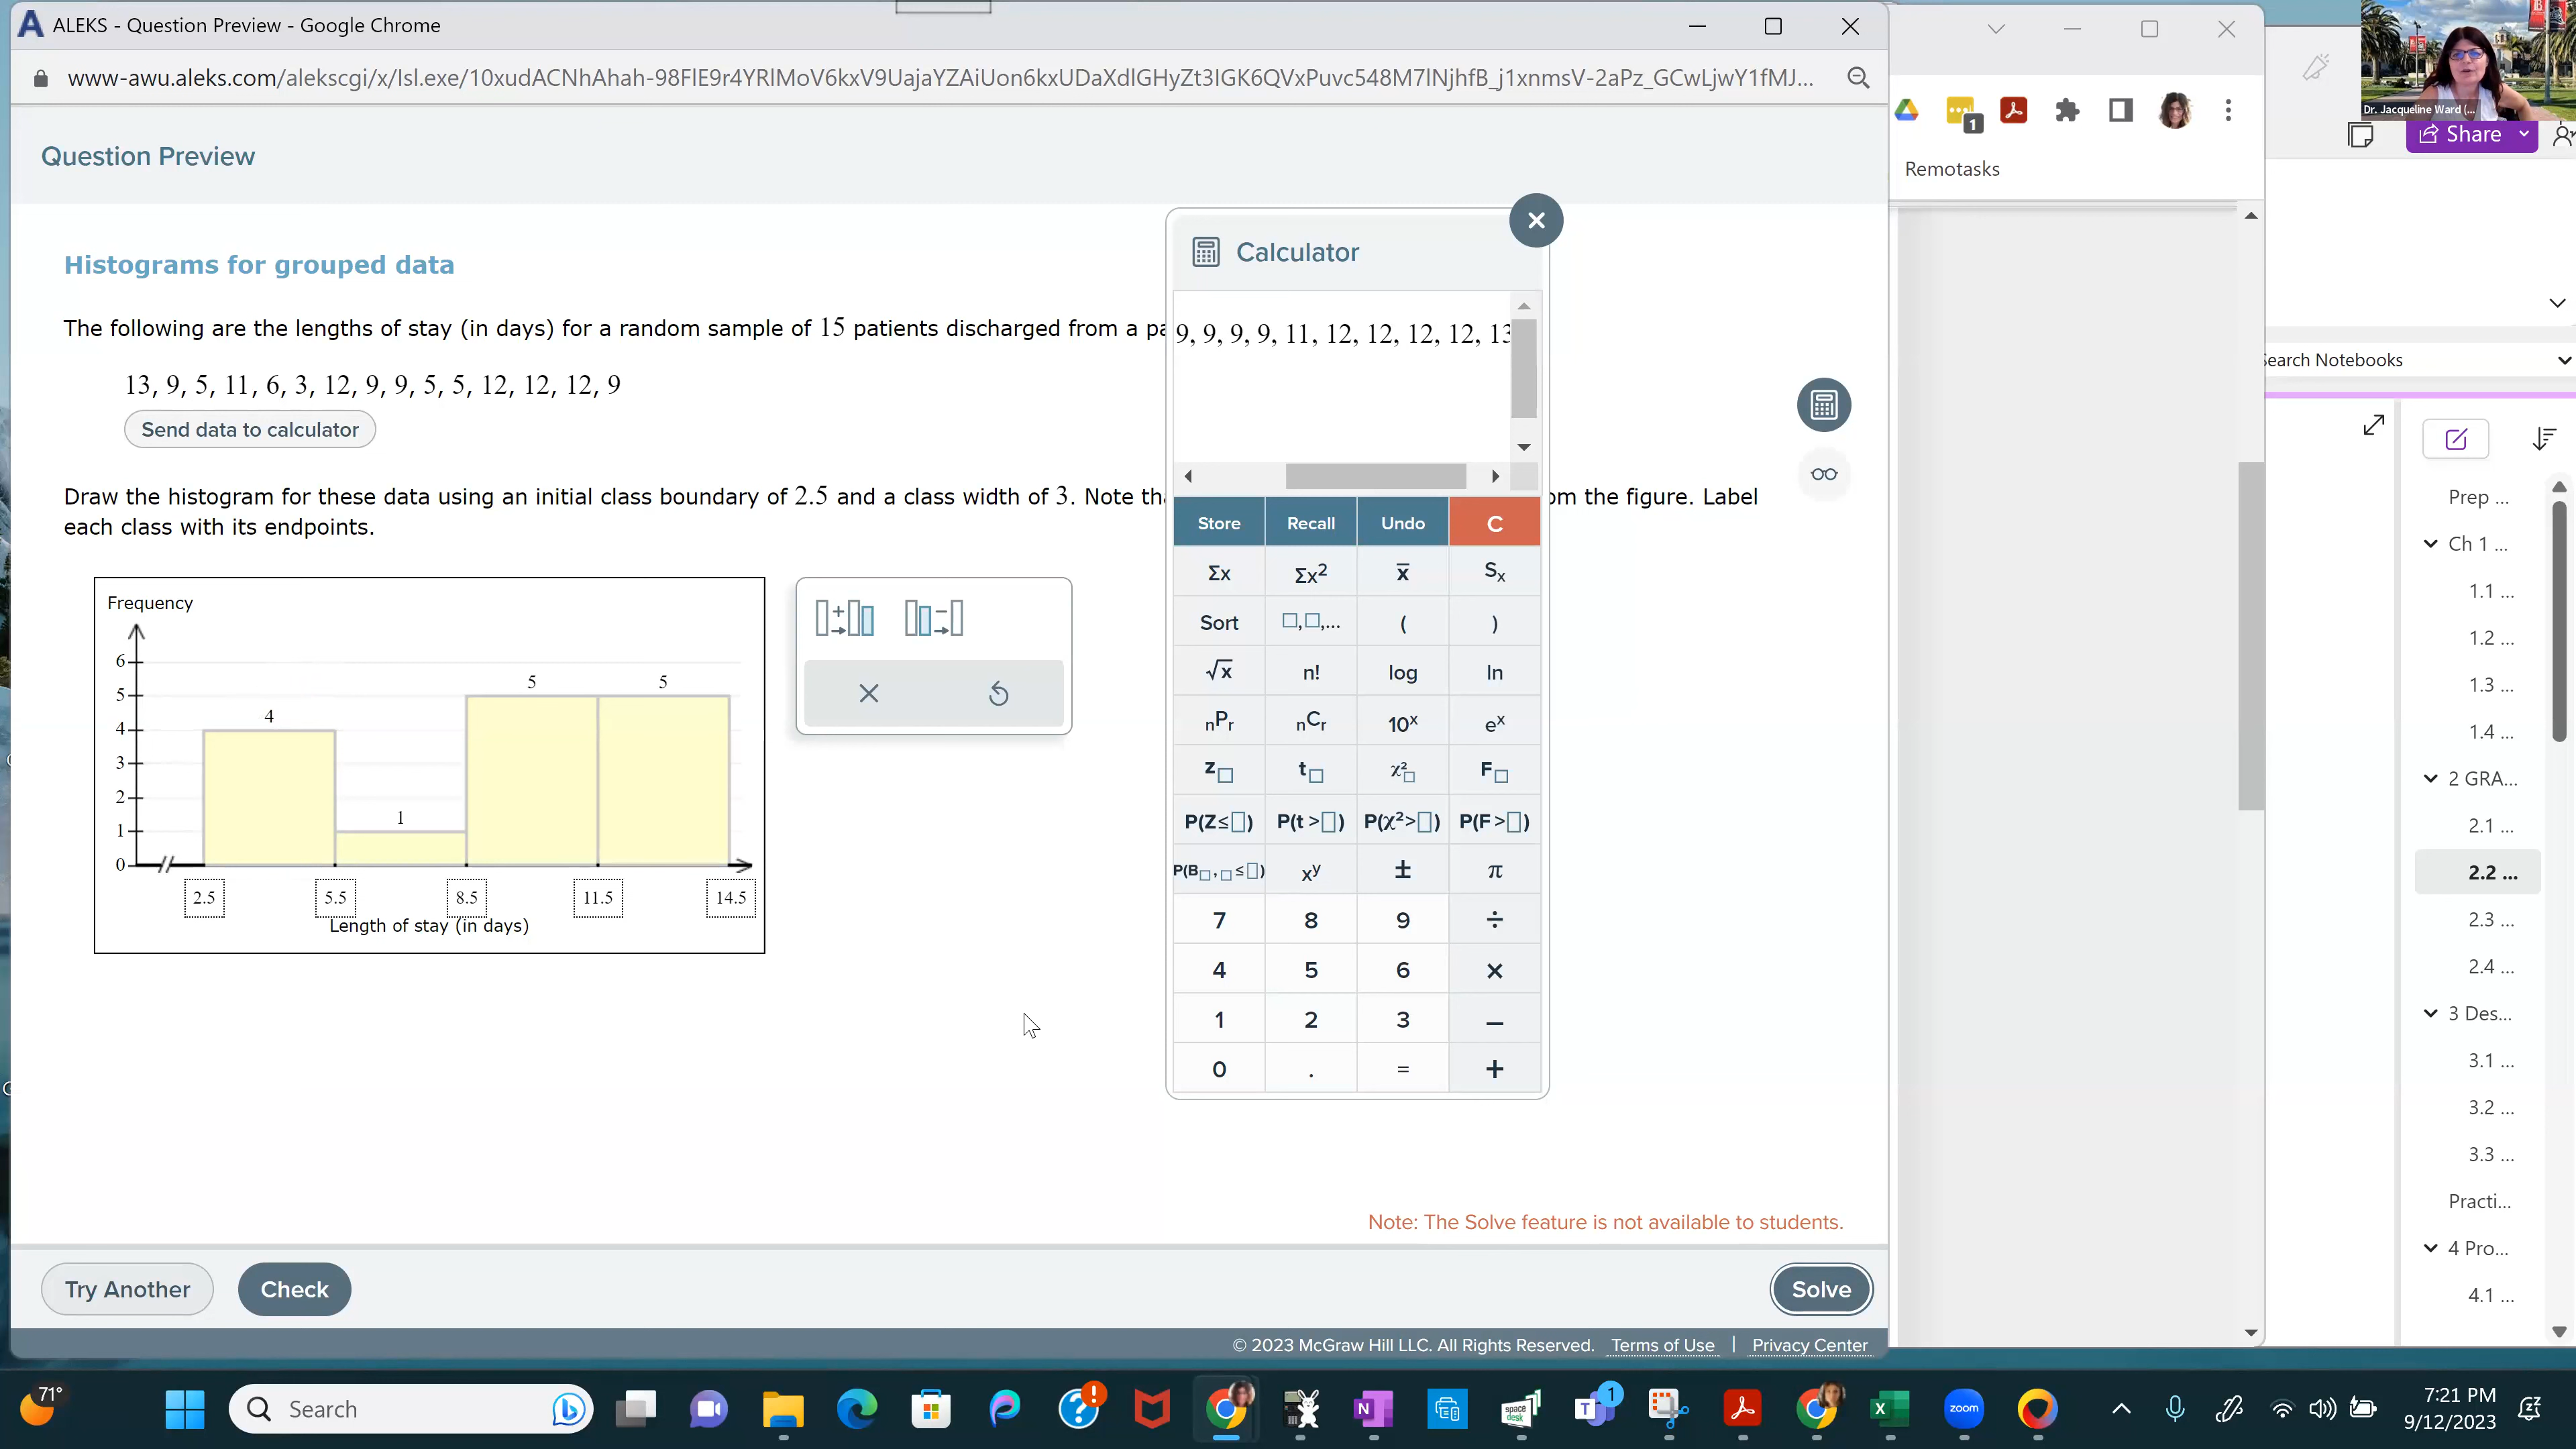 ALEKS - Question Preview - Google Chrome
www-awu.aleks.com/alekscgi/x/Isl.exe/
Question Preview
Histograms for grouped data
The following are the lengths of stay (in days) for a random sample of 15 patients discharged from a pa
13, 9, 5, 11, 6, 3, 12, 9, 9, 5, 5, 12, 12, 12, 9
Send data to calculator
Draw the histogram for these data using an initial class boundary of 2.5 and a class width of 3. Note tha om the figure. Label
each class with its endpoints.
Frequency
6
5
4
3
2
1
0
4
1
5
5
2.5 5.5 8.5 11.5 14.5
Length of stay (in days)
Calculator
9, 9, 9, 9, 11, 12, 12, 12, 12, 13
Store Recall Undo C
Σx Σx² x̄ Sx
Sort □,□,... ( )
√x n! log ln
nPr nCr 10ˣ eˣ
z□ t□ χ²□ F□
P(Z≤□) P(t >□) P(χ²>□) P(F >□)
P(B□,□≤□) xʸ ± π
7 8 9 ÷
4 5 6 ×
1 2 3 −
0 . = +
Note: The Solve feature is not available to students.
Try Another
Check
Solve
© 2023 McGraw Hill LLC. All Rights Reserved. Terms of Use | Privacy Center
1
Remotasks
Dr. Jacqueline Ward (...
Share
Search Notebooks
Prep ...
Ch 1 ...
1.1 ...
1.2 ...
1.3 ...
1.4 ...
2 GRA...
2.1 ...
2.2 ...
2.3 ...
2.4 ...
3 Des...
3.1 ...
3.2 ...
3.3 ...
Practi...
4 Pro...
4.1 ...
71°
Search
space desk
1
zoom
7:21 PM
9/12/2023